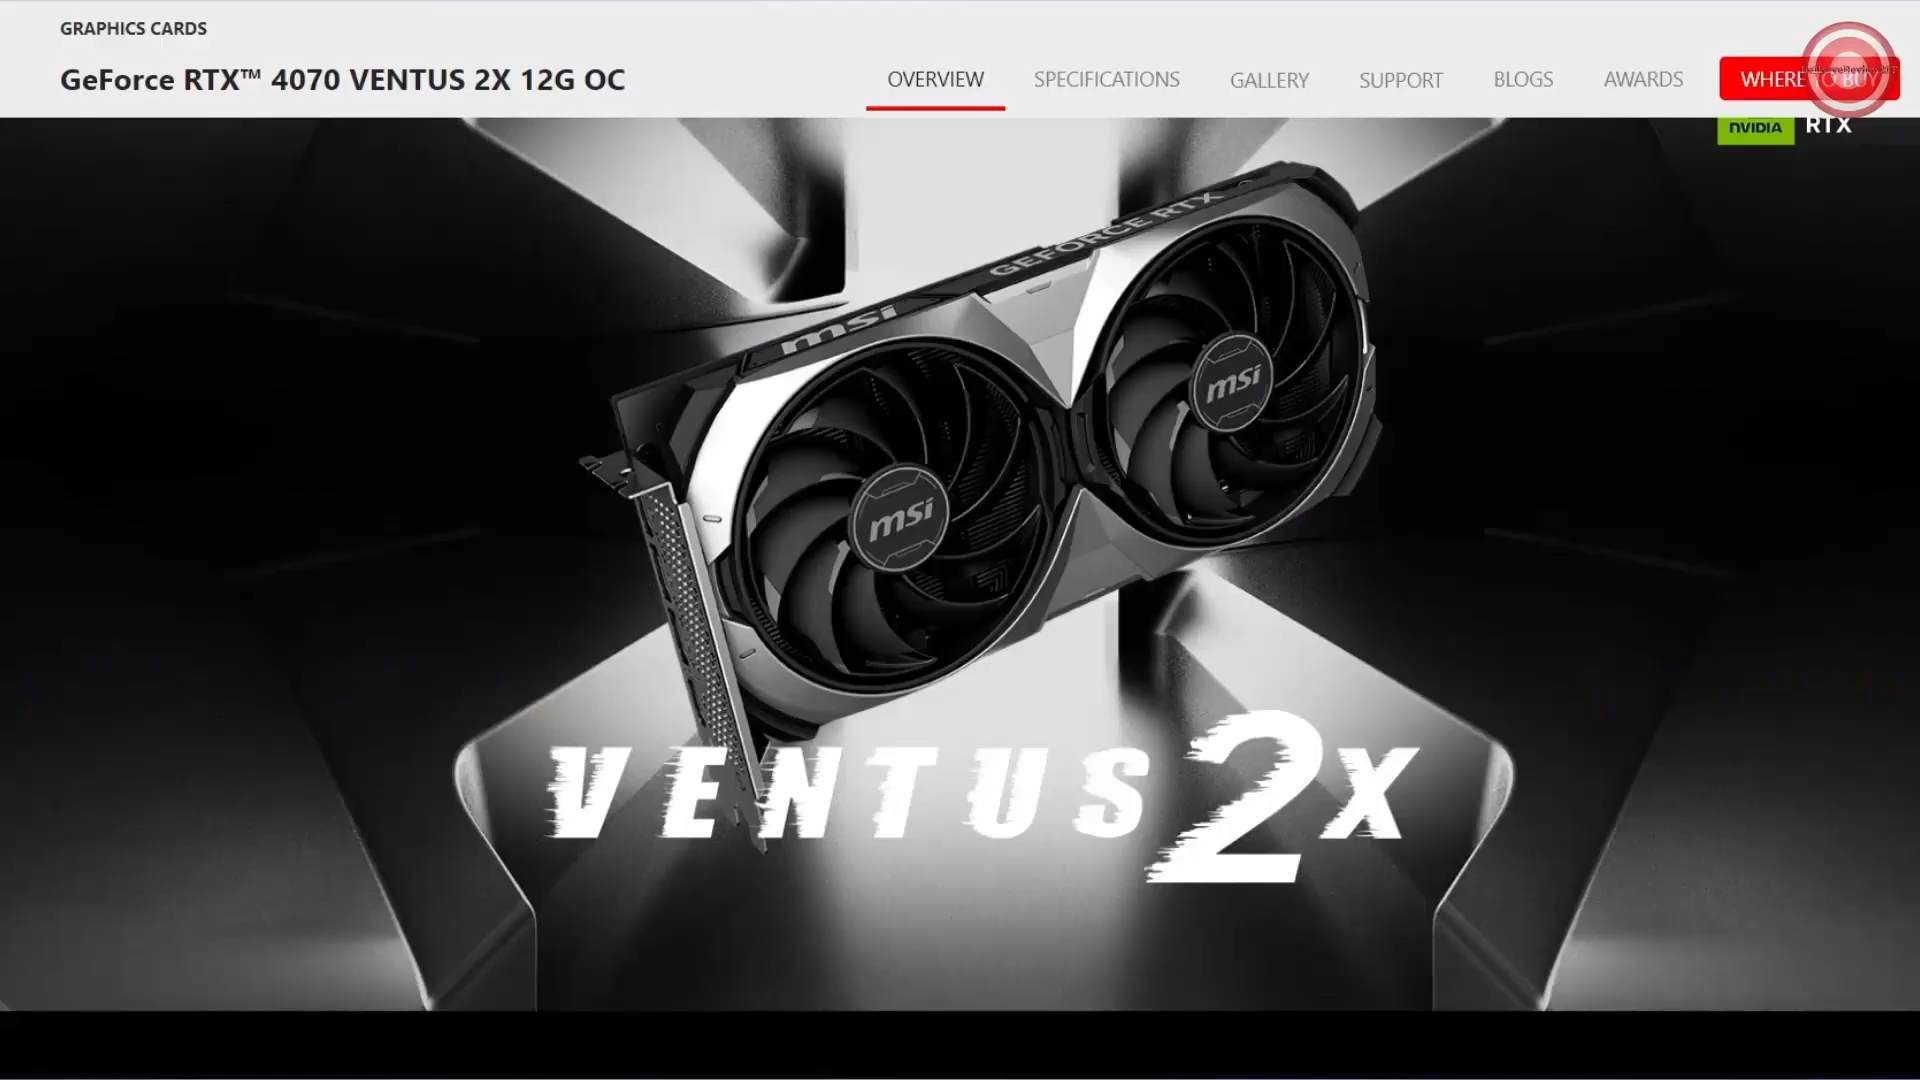 GRAPHICS CARDS
GeForce RTX™ 4070 VENTUS 2X 12G OC
OVERVIEW
SPECIFICATIONS
GALLERY
SUPPORT
BLOGS
AWARDS
WHERE TO BUY
NVIDIA RTX
GEFORCE RTX
msi
msi
msi
VENTUS 2X